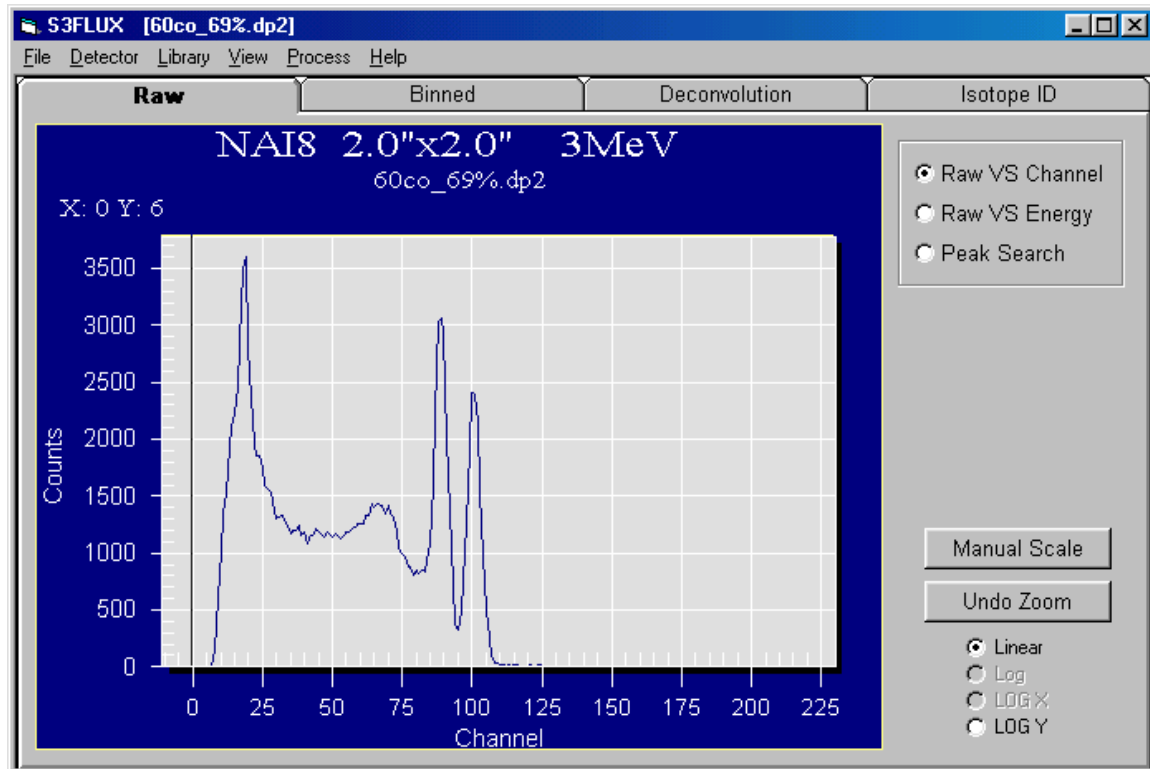 S3FLUX [60co_69%.dp2]
File Detector Library View Process Help
Raw Binned Deconvolution Isotope ID
NAI8 2.0"x2.0" 3MeV
60co_69%.dp2
X: 0 Y: 6
3500
3000
2500
2000
1500
1000
500
0
Counts
0 25 50 75 100 125 150 175 200 225
Channel
Raw VS Channel
Raw VS Energy
Peak Search
Manual Scale
Undo Zoom
Linear
Log
LOG X
LOG Y